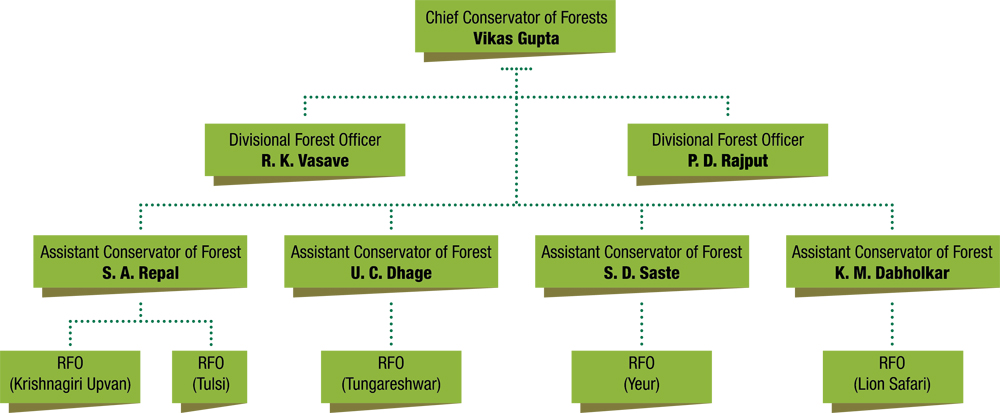 Chief Conservator of Forests
Vikas Gupta
Divisional Forest Officer
R. K. Vasave
Divisional Forest Officer
P. D. Rajput
Assistant Conservator of Forest
S. A. Repal
Assistant Conservator of Forest
U. C. Dhage
Assistant Conservator of Forest
S. D. Saste
Assistant Conservator of Forest
K. M. Dabholkar
RFO
(Krishnagiri Upvan)
RFO
(Tulsi)
RFO
(Tungareshwar)
RFO
(Yeur)
RFO
(Lion Safari)